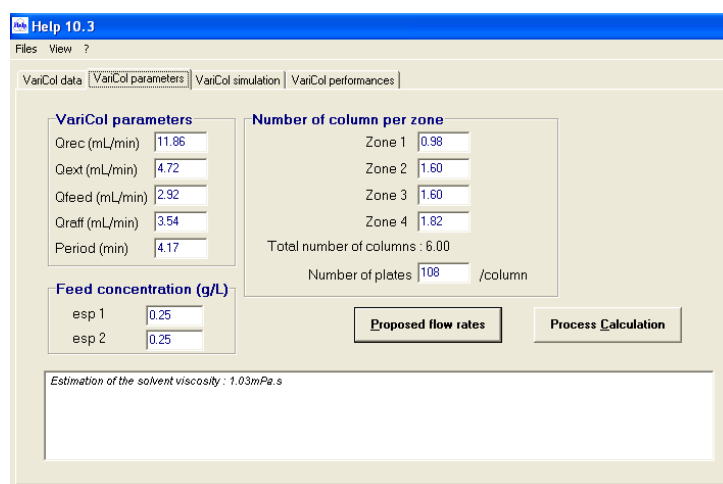 Help Help 10.3
Files View ?
VariCol data VariCol parameters VariCol simulation VariCol performances
VariCol parameters
Qrec (mL/min) 11.86
Qext (mL/min) 4.72
Qfeed (mL/min) 2.92
Qraff (mL/min) 3.54
Period (min) 4.17
Feed concentration (g/L)
esp 1 0.25
esp 2 0.25
Number of column per zone
Zone 1 0.98
Zone 2 1.60
Zone 3 1.60
Zone 4 1.82
Total number of columns : 6.00
Number of plates 108 /column
Proposed flow rates Process Calculation
Estimation of the solvent viscosity : 1.03mPa.s